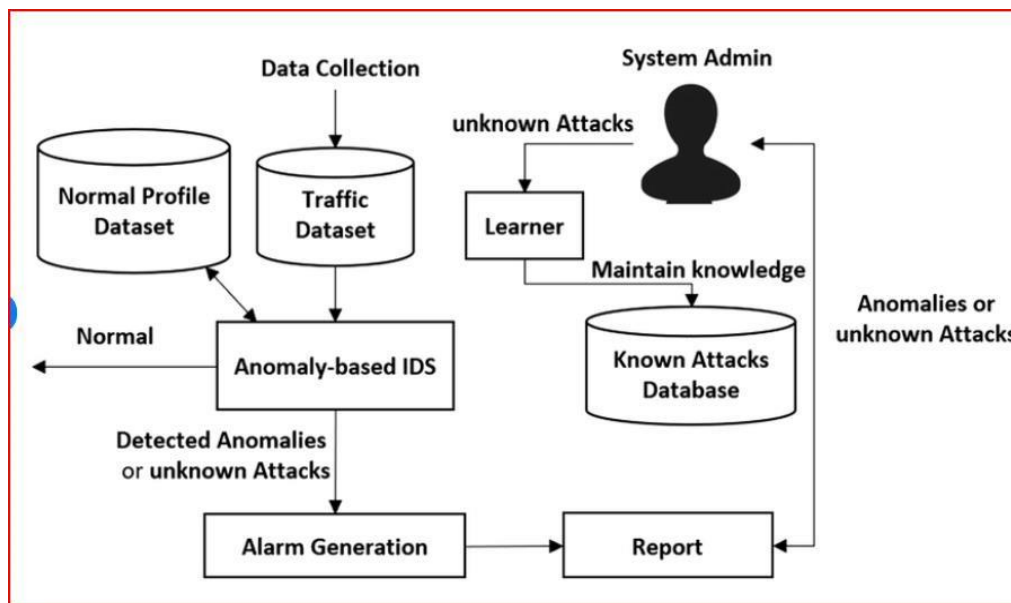 Data Collection
System Admin
unknown Attacks
Normal Profile
Dataset
Traffic
Dataset
Learner
Maintain knowledge
Anomalies or
unknown Attacks
Normal
Anomaly-based IDS
Known Attacks
Database
Detected Anomalies
or unknown Attacks
Alarm Generation
Report